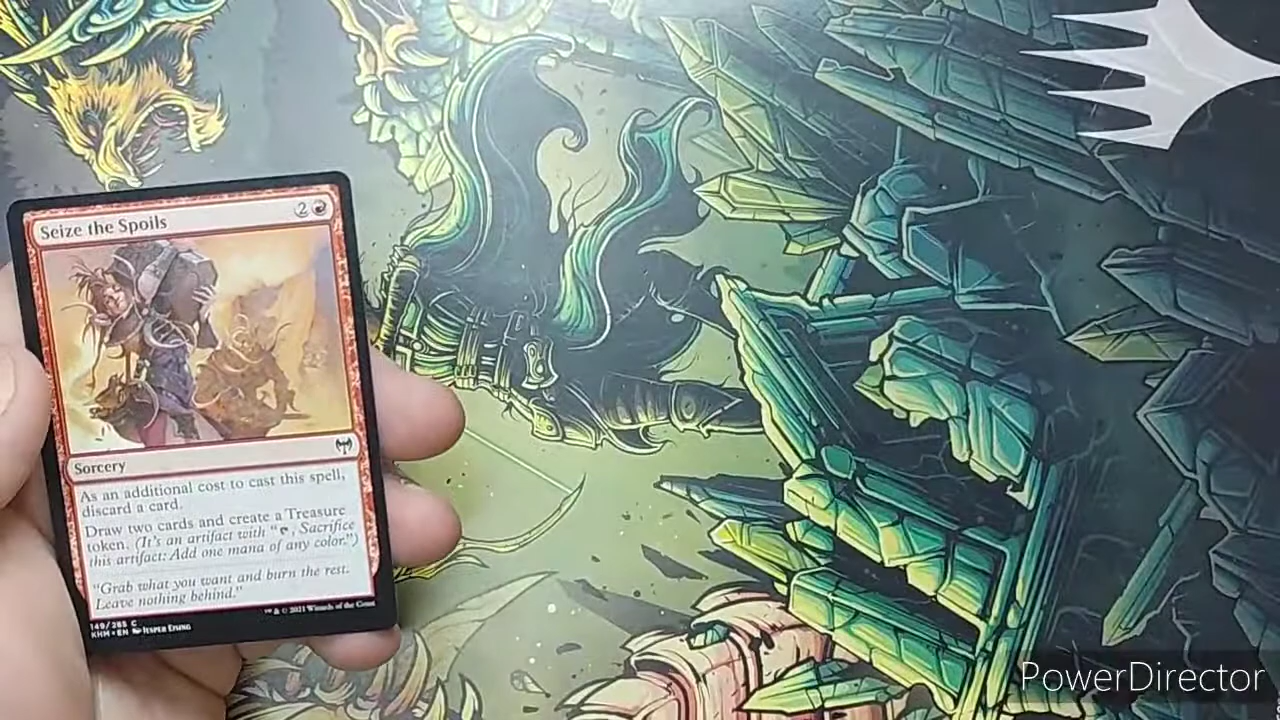 Seize the Spoils
2
Sorcery
As an additional cost to cast this spell,
discard a card.
Draw two cards and create a Treasure
token. (It's an artifact with “, Sacrifice
this artifact: Add one mana of any color.”)
“Grab what you want and burn the rest.
Leave nothing behind.”
149/285 C
KHM • EN JESPER EJSING
™ & © 2021 Wizards of the Coast
PowerDirector